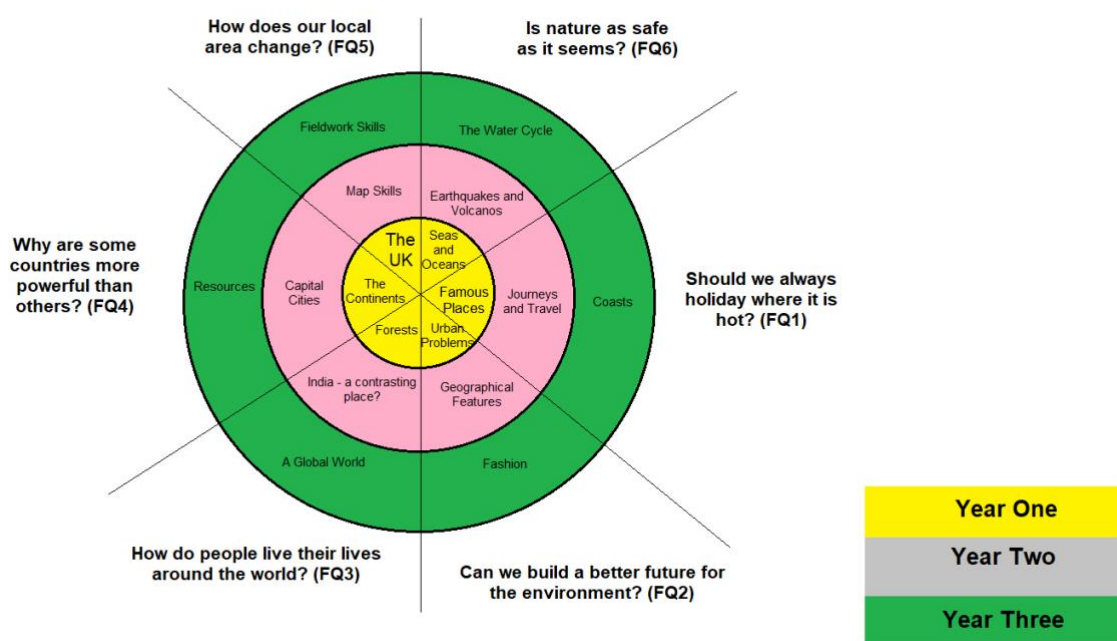 How does our local
area change? (FQ5)
Is nature as safe
as it seems? (FQ6)
Fieldwork Skills
The Water Cycle
Map Skills
Earthquakes and
Volcanos
Why are some
countries more
powerful than
others? (FQ4)
The
UK
Seas
and
Oceans
Resources
Capital
Cities
The
Continents
Famous
Places
Journeys
and Travel
Coasts
Should we always
holiday where it is
hot? (FQ1)
Forests
Urban
Problems
India - a contrasting
place?
Geographical
Features
A Global World
Fashion
How do people live their lives
around the world? (FQ3)
Can we build a better future for
the environment? (FQ2)
Year One
Year Two
Year Three